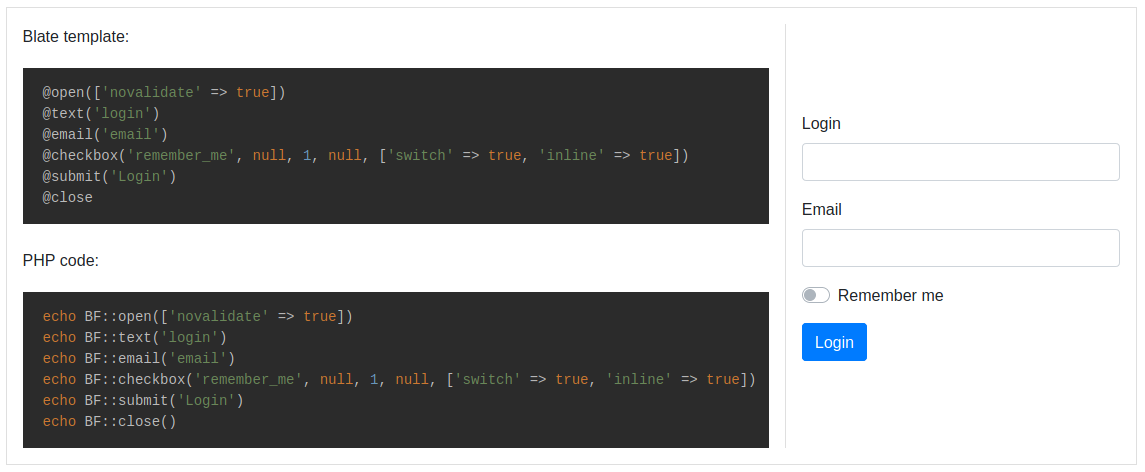 Blate template:
@open(['novalidate' => true])
@text('login')
@email('email')
@checkbox('remember_me', null, 1, null, ['switch' => true, 'inline' => true])
@submit('Login')
@close
PHP code:
echo BF::open(['novalidate' => true])
echo BF::text('login')
echo BF::email('email')
echo BF::checkbox('remember_me', null, 1, null, ['switch' => true, 'inline' => true])
echo BF::submit('Login')
echo BF::close()
Login
Email
Remember me
Login